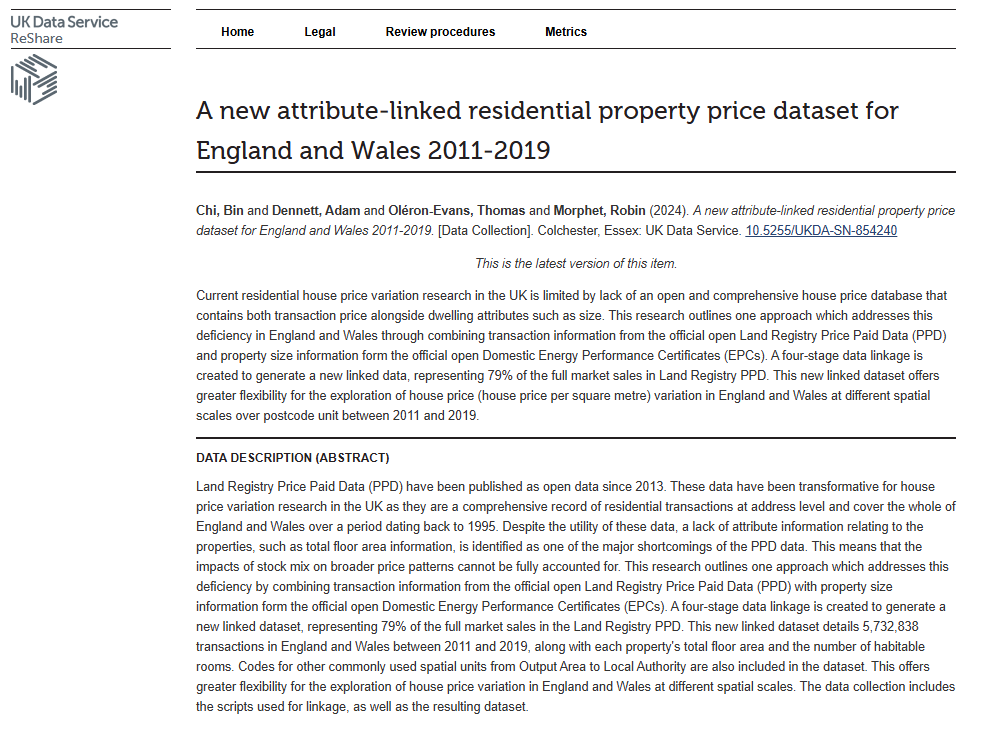 UK Data Service
ReShare
Home Legal Review procedures Metrics
A new attribute-linked residential property price dataset for
England and Wales 2011-2019
Chi, Bin and Dennett, Adam and Oléron-Evans, Thomas and Morphet, Robin (2024). A new attribute-linked residential property price
dataset for England and Wales 2011-2019. [Data Collection]. Colchester, Essex: UK Data Service. 10.5255/UKDA-SN-854240
This is the latest version of this item.
Current residential house price variation research in the UK is limited by lack of an open and comprehensive house price database that
contains both transaction price alongside dwelling attributes such as size. This research outlines one approach which addresses this
deficiency in England and Wales through combining transaction information from the official open Land Registry Price Paid Data (PPD)
and property size information form the official open Domestic Energy Performance Certificates (EPCs). A four-stage data linkage is
created to generate a new linked data, representing 79% of the full market sales in Land Registry PPD. This new linked dataset offers
greater flexibility for the exploration of house price (house price per square metre) variation in England and Wales at different spatial
scales over postcode unit between 2011 and 2019.
DATA DESCRIPTION (ABSTRACT)
Land Registry Price Paid Data (PPD) have been published as open data since 2013. These data have been transformative for house
price variation research in the UK as they are a comprehensive record of residential transactions at address level and cover the whole of
England and Wales over a period dating back to 1995. Despite the utility of these data, a lack of attribute information relating to the
properties, such as total floor area information, is identified as one of the major shortcomings of the PPD data. This means that the
impacts of stock mix on broader price patterns cannot be fully accounted for. This research outlines one approach which addresses this
deficiency by combining transaction information from the official open Land Registry Price Paid Data (PPD) with property size
information form the official open Domestic Energy Performance Certificates (EPCs). A four-stage data linkage is created to generate a
new linked dataset, representing 79% of the full market sales in the Land Registry PPD. This new linked dataset details 5,732,838
transactions in England and Wales between 2011 and 2019, along with each property's total floor area and the number of habitable
rooms. Codes for other commonly used spatial units from Output Area to Local Authority are also included in the dataset. This offers
greater flexibility for the exploration of house price variation in England and Wales at different spatial scales. The data collection includes
the scripts used for linkage, as well as the resulting dataset.